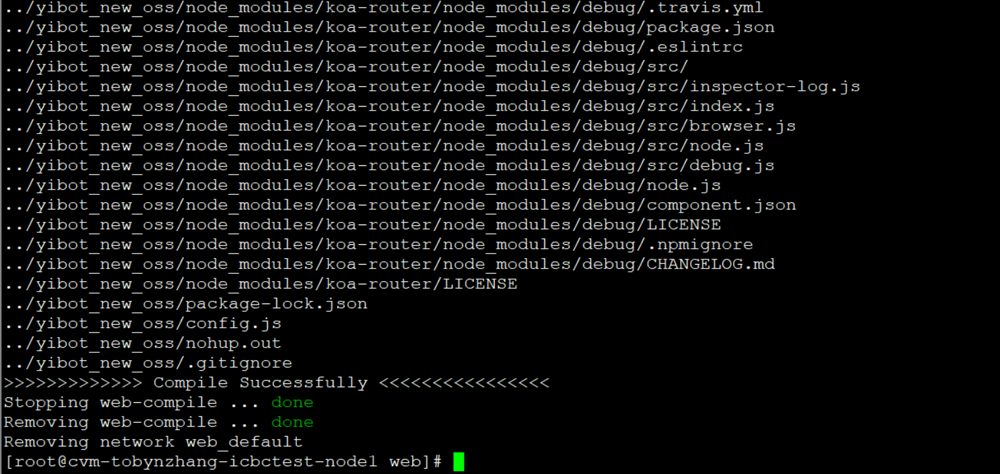 ../yibot_new_oss/node_modules/koa-router/node_modules/debug/.travis.yml
../yibot_new_oss/node_modules/koa-router/node_modules/debug/package.json
../yibot_new_oss/node_modules/koa-router/node_modules/debug/.eslintrc
../yibot_new_oss/node_modules/koa-router/node_modules/debug/src/
../yibot_new_oss/node_modules/koa-router/node_modules/debug/src/inspector-log.js
../yibot_new_oss/node_modules/koa-router/node_modules/debug/src/index.js
../yibot_new_oss/node_modules/koa-router/node_modules/debug/src/browser.js
../yibot_new_oss/node_modules/koa-router/node_modules/debug/src/node.js
../yibot_new_oss/node_modules/koa-router/node_modules/debug/src/debug.js
../yibot_new_oss/node_modules/koa-router/node_modules/debug/node.js
../yibot_new_oss/node_modules/koa-router/node_modules/debug/component.json
../yibot_new_oss/node_modules/koa-router/node_modules/debug/LICENSE
../yibot_new_oss/node_modules/koa-router/node_modules/debug/.npmignore
../yibot_new_oss/node_modules/koa-router/node_modules/debug/CHANGELOG.md
../yibot_new_oss/node_modules/koa-router/LICENSE
../yibot_new_oss/package-lock.json
../yibot_new_oss/config.js
../yibot_new_oss/nohup.out
../yibot_new_oss/.gitignore
>>>>>>>>>>>>> Compile Successfully <<<<<<<<<<<<<<<<
Stopping web-compile ... done
Removing web-compile ... done
Removing network web_default
[root@cvm-tobynzhang-icbctest-node1 web]#